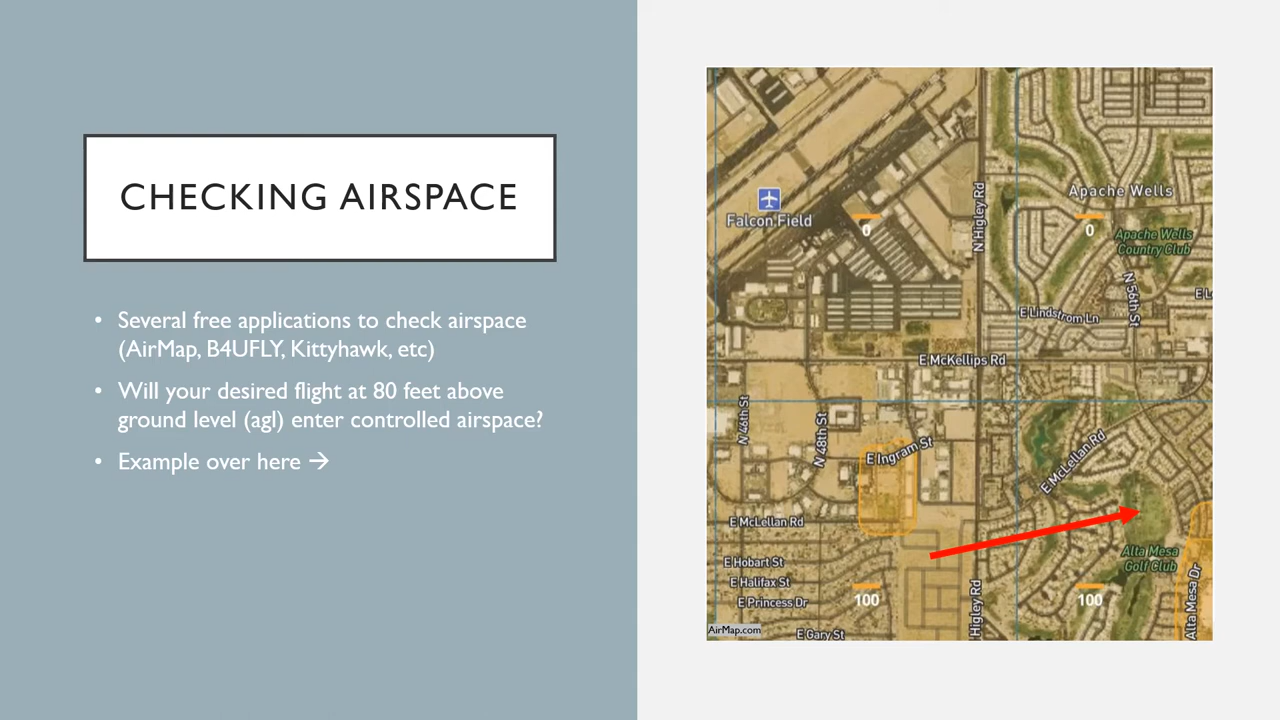 CHECKING AIRSPACE
• Several free applications to check airspace
(AirMap, B4UFLY, Kittyhawk, etc)
• Will your desired flight at 80 feet above
ground level (agl) enter controlled airspace?
• Example over here →
Falcon Field
0
N Higley Rd
Apache Wells
0
Apache Wells
Country Club
N 56th St
E L
E Lindstrom Ln
E McKellips Rd
N 46th St
N 48th St
E Ingram St
E McLellan Rd
E McLellan Rd
E Hobart St
E Halifax St
E Princess Dr
100
E Gary St
Higley Rd
Alta Mesa
Golf Club
100
Alta Mesa Dr
AirMap.com